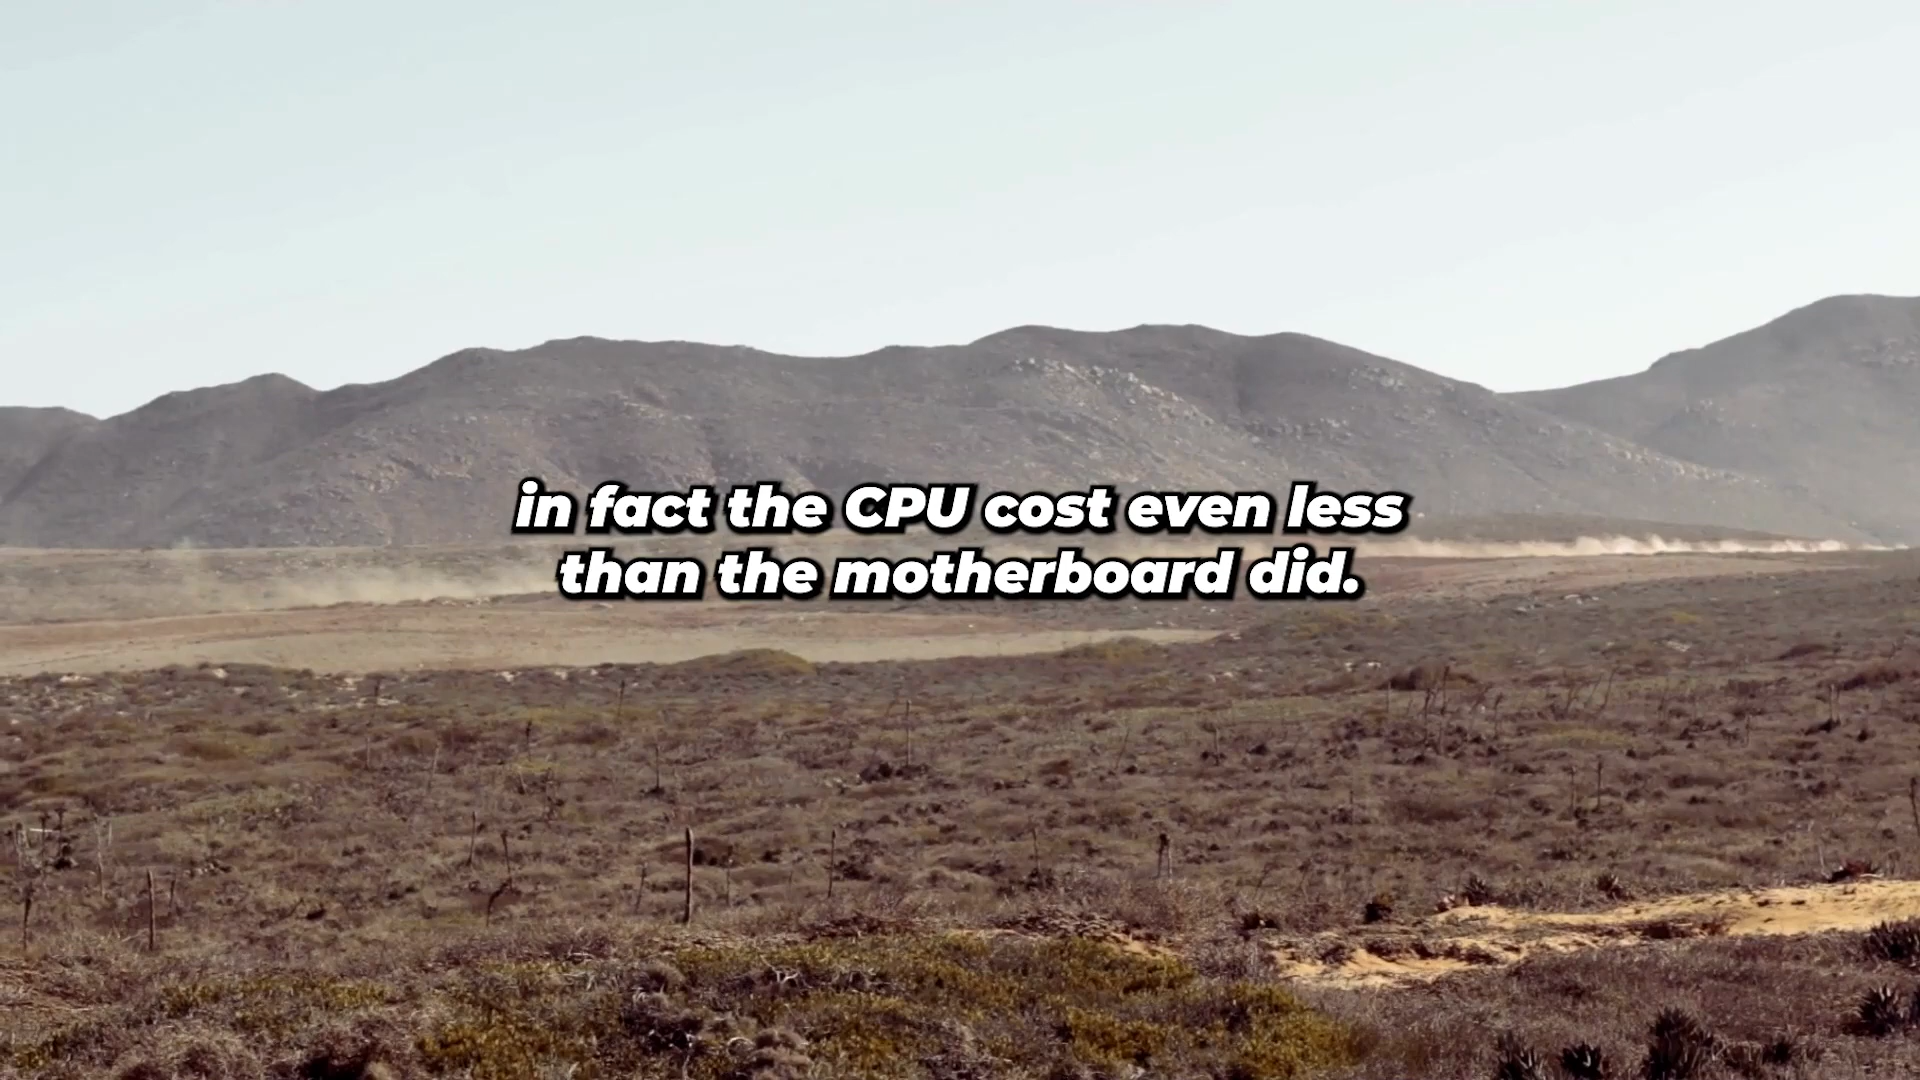 in fact the CPU cost even less
than the motherboard did.